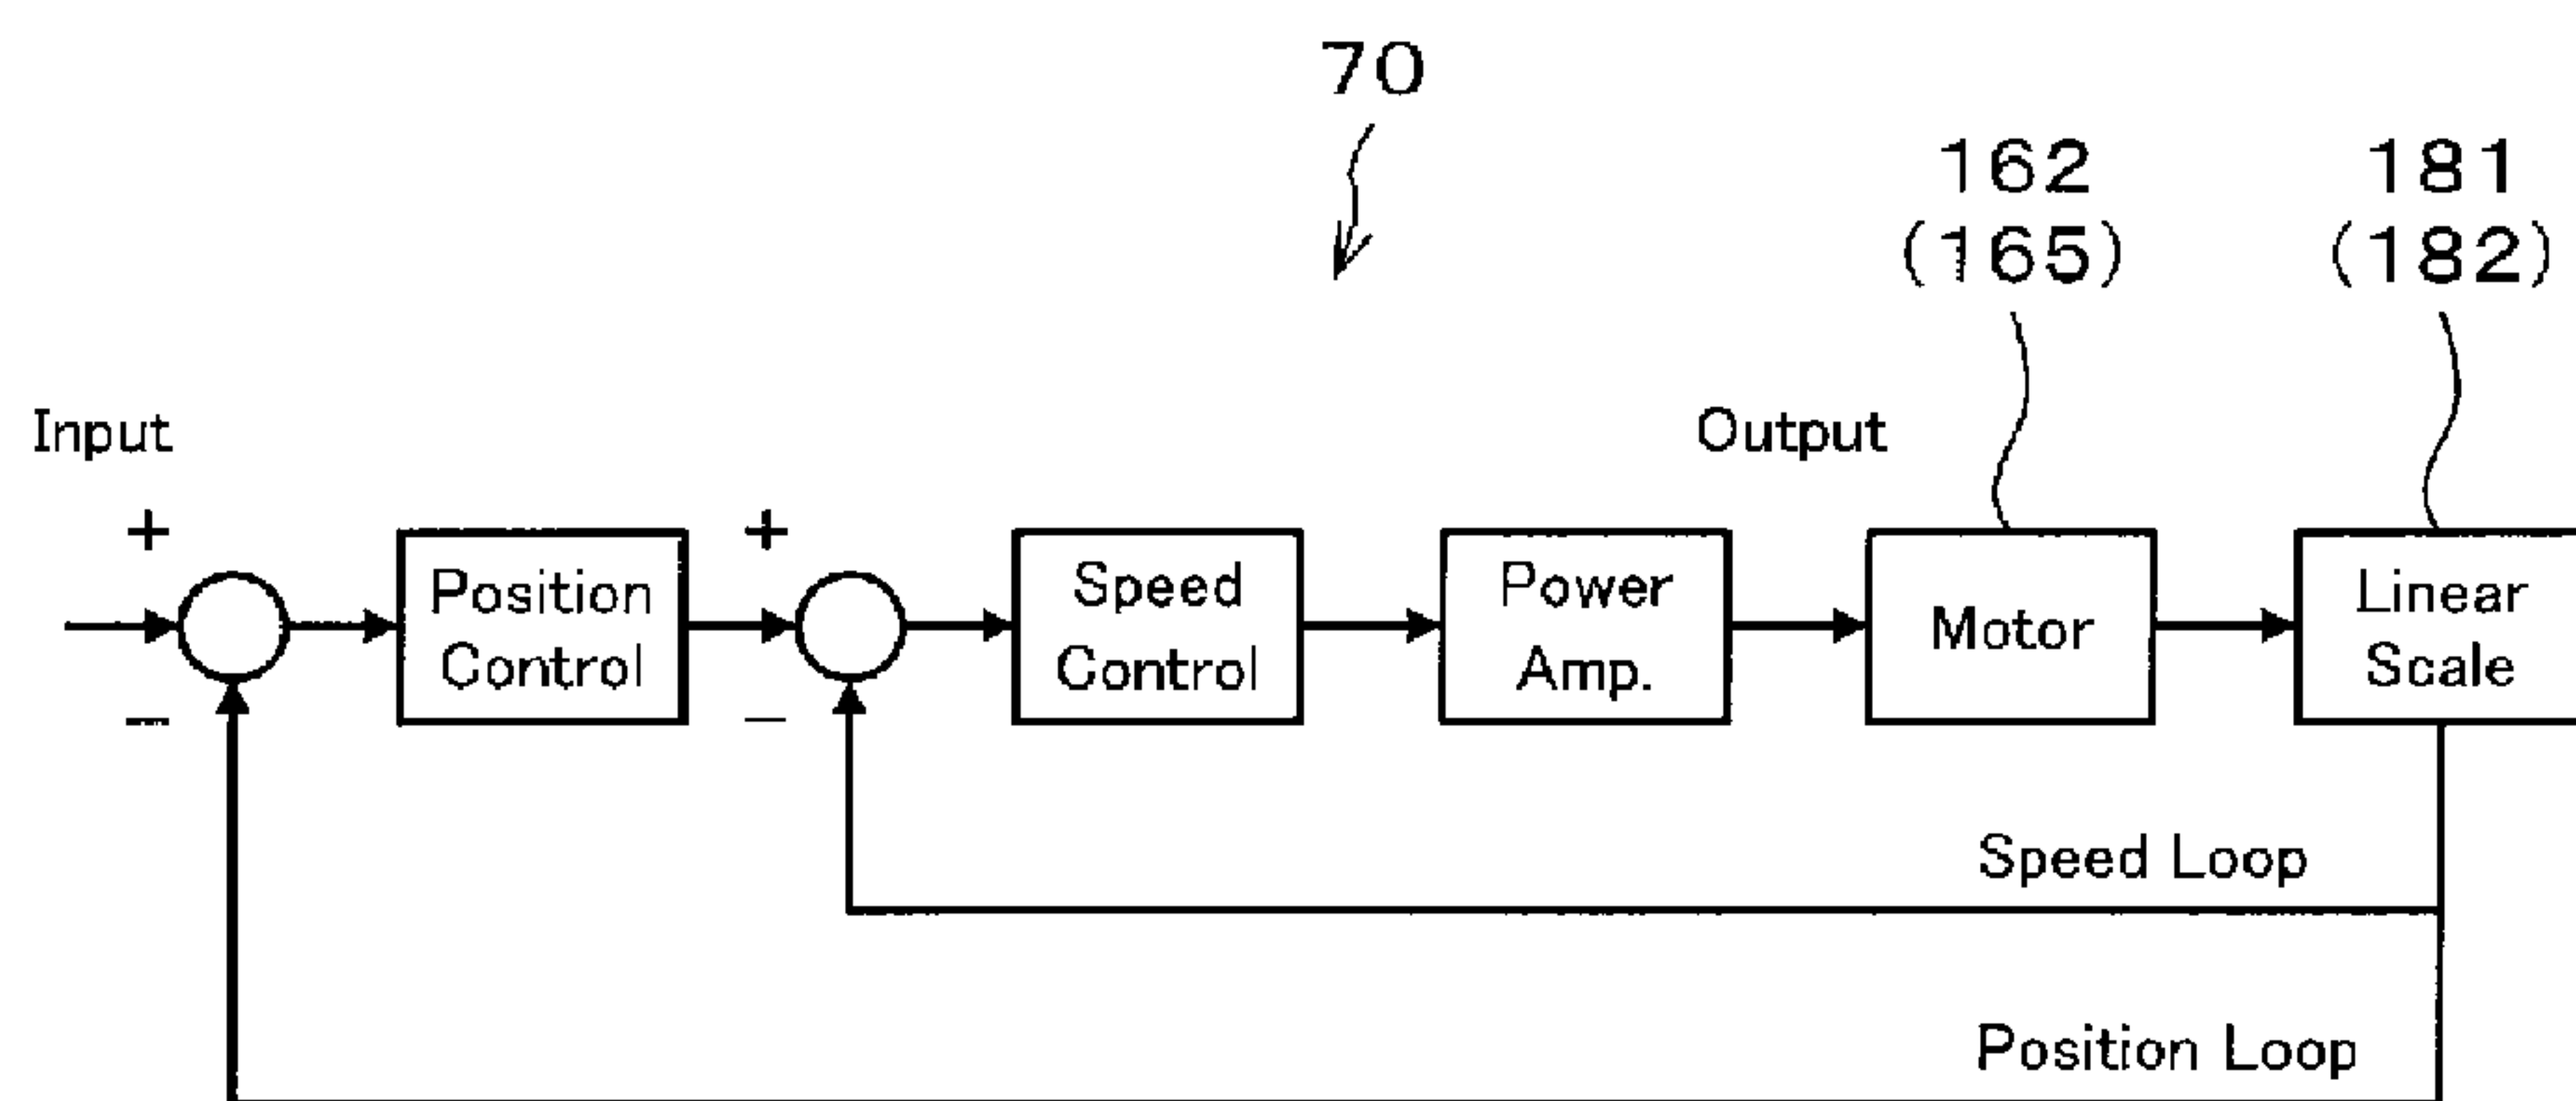 70
162
(165)
181
(182)
Input
Output
+
−
Position
Control
+
−
Speed
Control
Power
Amp.
Motor
Linear
Scale
Speed Loop
Position Loop